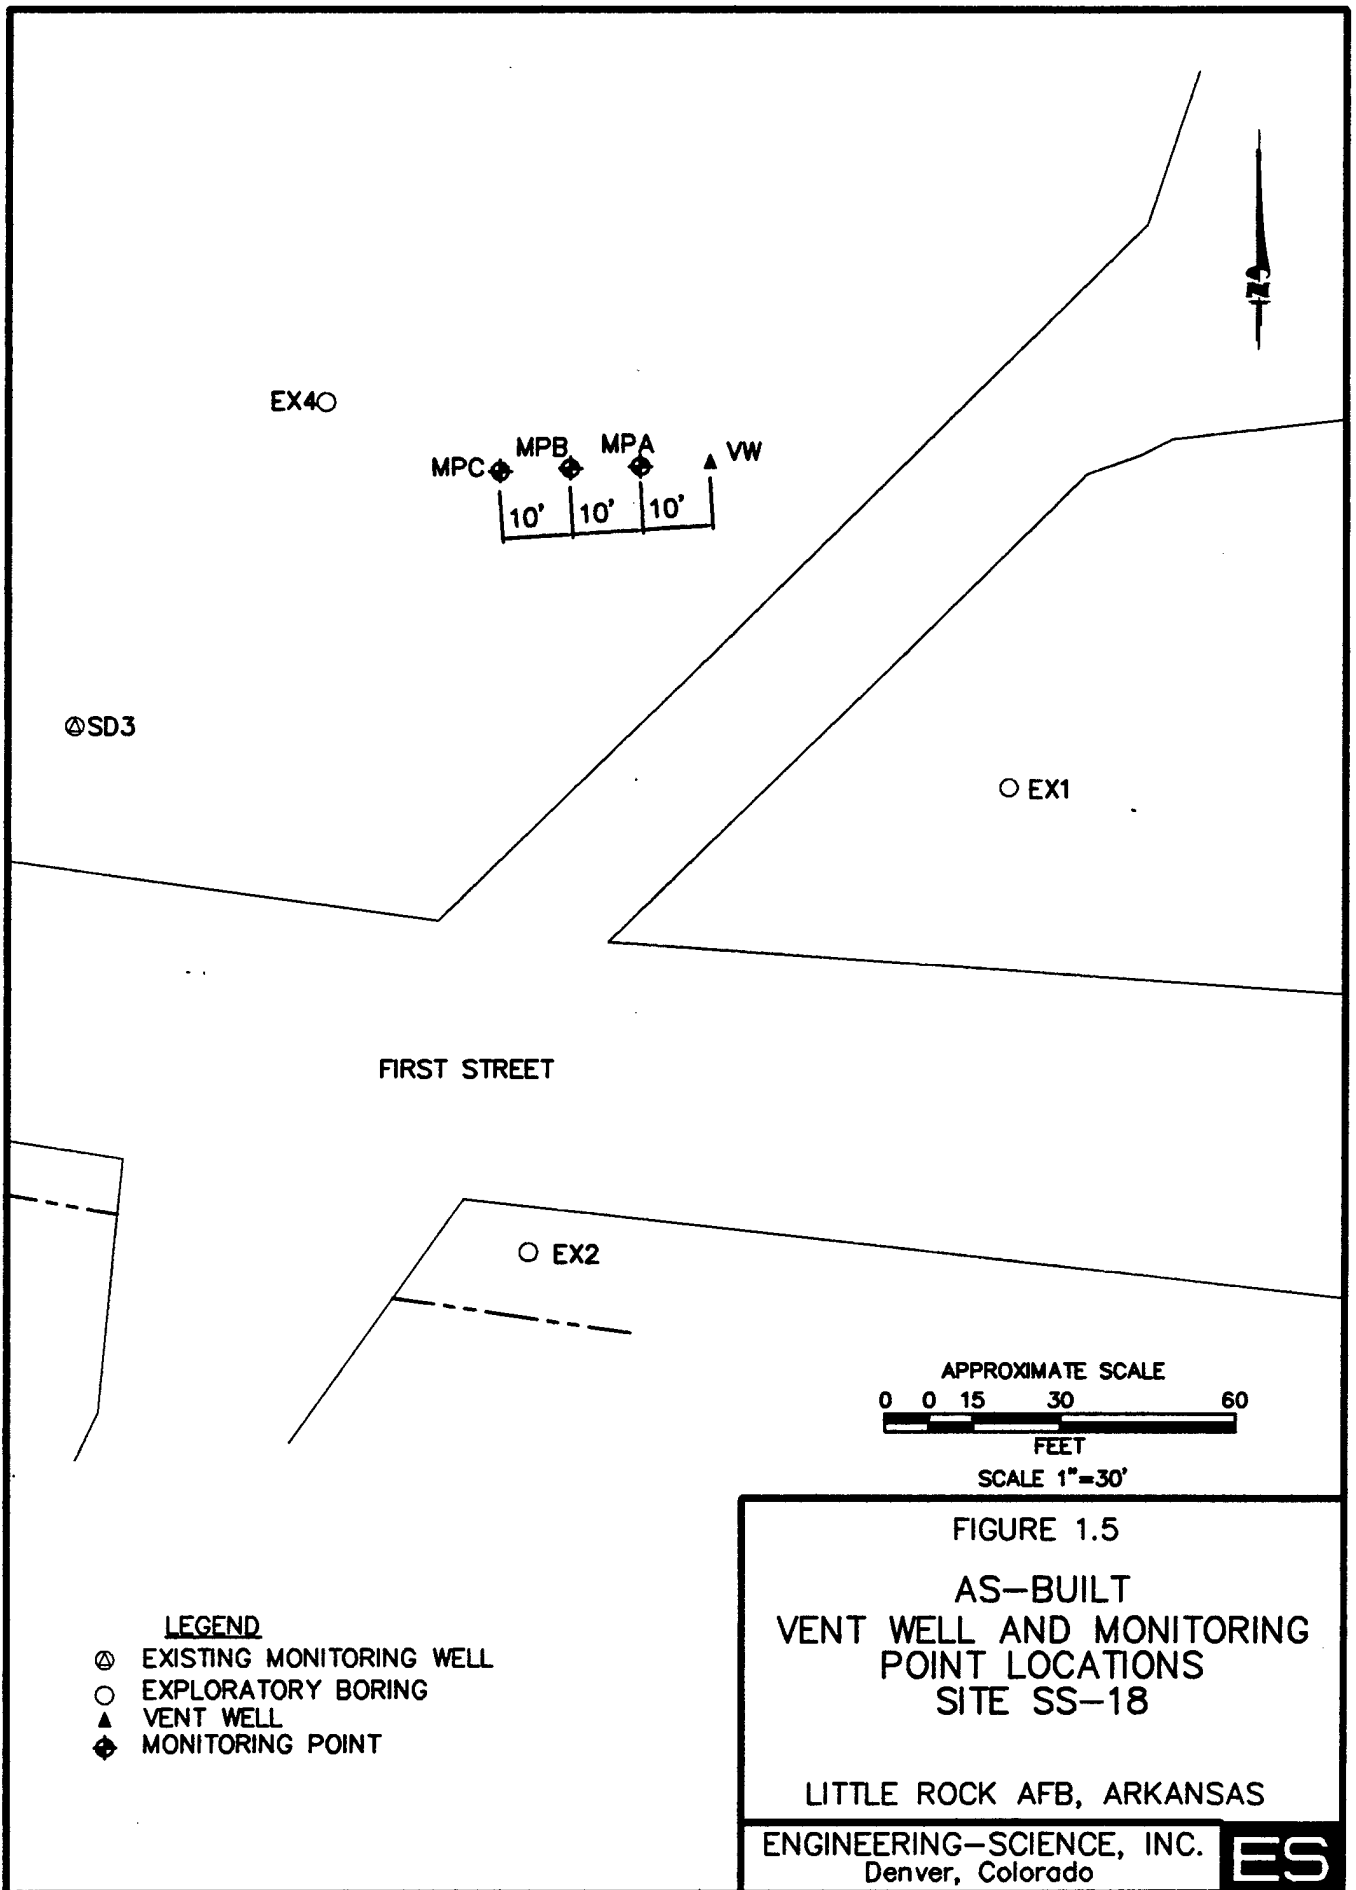 N
EX4
MPC MPB MPA VW
10' 10' 10'
SD3
EX1
FIRST STREET
EX2
APPROXIMATE SCALE
0 0 15 30 60
FEET
SCALE 1"=30'
FIGURE 1.5
AS-BUILT
VENT WELL AND MONITORING
POINT LOCATIONS
SITE SS-18
LITTLE ROCK AFB, ARKANSAS
ENGINEERING-SCIENCE, INC.
Denver, Colorado
ES
LEGEND
EXISTING MONITORING WELL
EXPLORATORY BORING
VENT WELL
MONITORING POINT